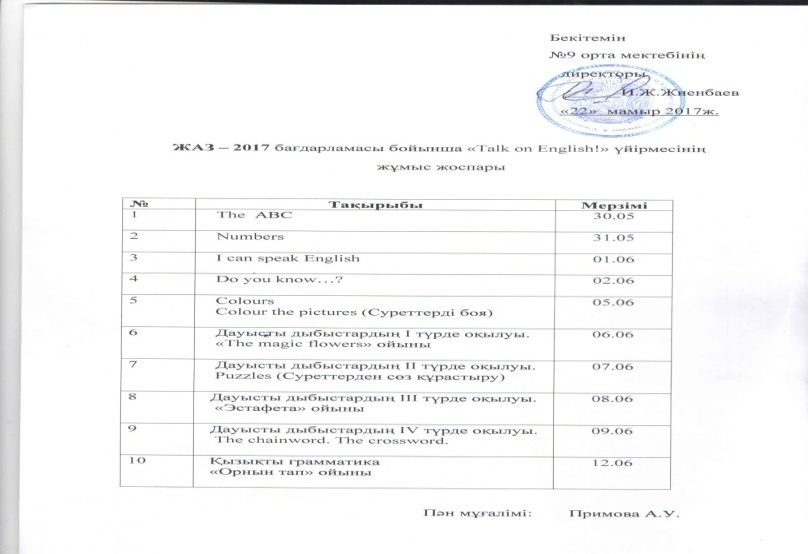 Бекітемін
№9 орта мектебінің
директоры
И.Ж.Жиенбаев
«22» мамыр 2017ж.
ЖАЗ – 2017 бағдарламасы бойынша «Talk on English!» үйірмесінің
жұмыс жоспары
№ Тақырыбы Мерзімі
1 The ABC 30.05
2 Numbers 31.05
3 I can speak English 01.06
4 Do you know…? 02.06
5 Colours 05.06
Colour the pictures (Суреттерді боя)
6 Дауысты дыбыстардың I түрде оқылуы. 06.06
«The magic flowers» ойыны
7 Дауысты дыбыстардың II түрде оқылуы. 07.06
Puzzles (Суреттерден сөз құрастыру)
8 Дауысты дыбыстардың III түрде оқылуы. 08.06
«Эстафета» ойыны
9 Дауысты дыбыстардың IV түрде оқылуы. 09.06
The chainword. The crossword.
10 Қызықты грамматика 12.06
«Орнын тап» ойыны
Пән мұғалімі: Примова А.У.